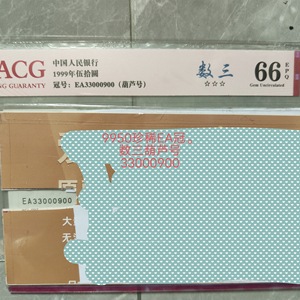 ACG
NG GUARANTY
中国人民银行
1999年伍拾圆
冠号：EA33000900（葫芦号）
数三
☆☆☆
66
EPQ
Gem Uncirculated
9950珍稀EA冠。
数三葫芦号
33000900
EA33000900